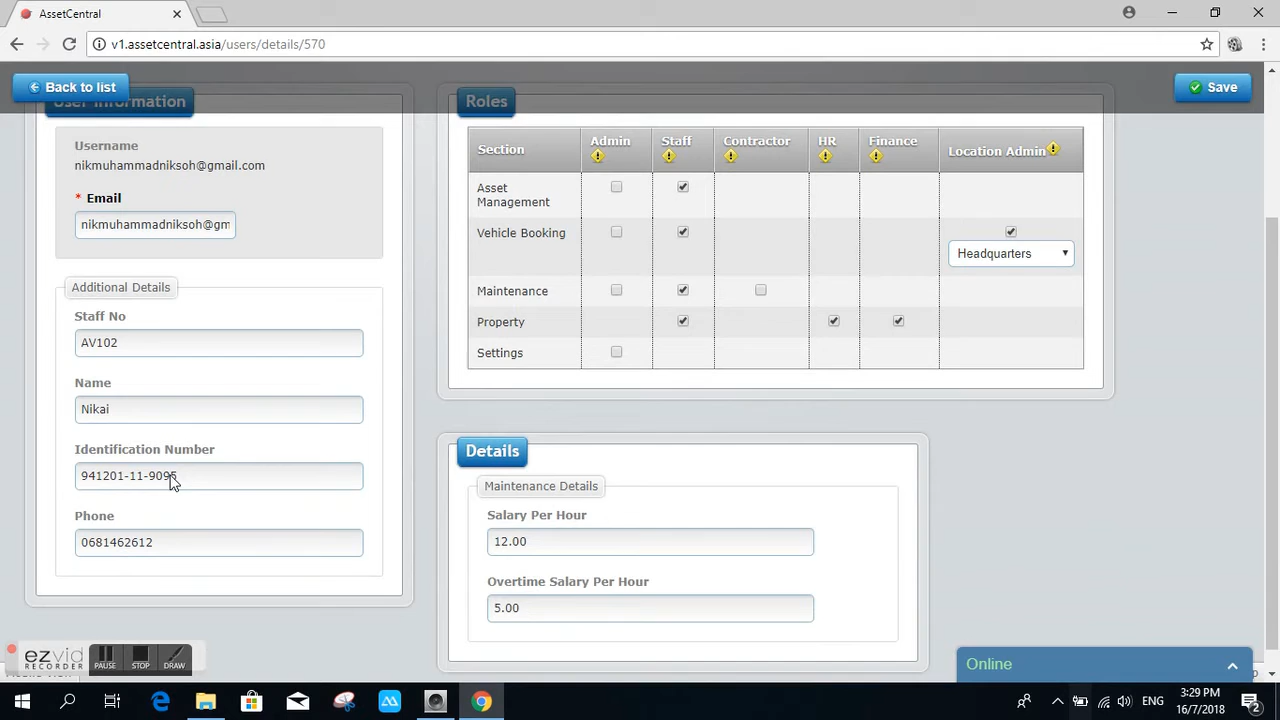 AssetCentral
v1.assetcentral.asia/users/details/570
Back to list
Save
User Information
Username
nikmuhammadniksoh@gmail.com
* Email
nikmuhammadniksoh@gm
Additional Details
Staff No
AV102
Name
Nikai
Identification Number
941201-11-9095
Phone
0681462612
Roles
Section Admin Staff Contractor HR Finance Location Admin
Asset
Management
Vehicle Booking
Headquarters
Maintenance
Property
Settings
Details
Maintenance Details
Salary Per Hour
12.00
Overtime Salary Per Hour
5.00
ezvid
RECORDER
PAUSE STOP DRAW
Online
ENG
3:29 PM
16/7/2018
2